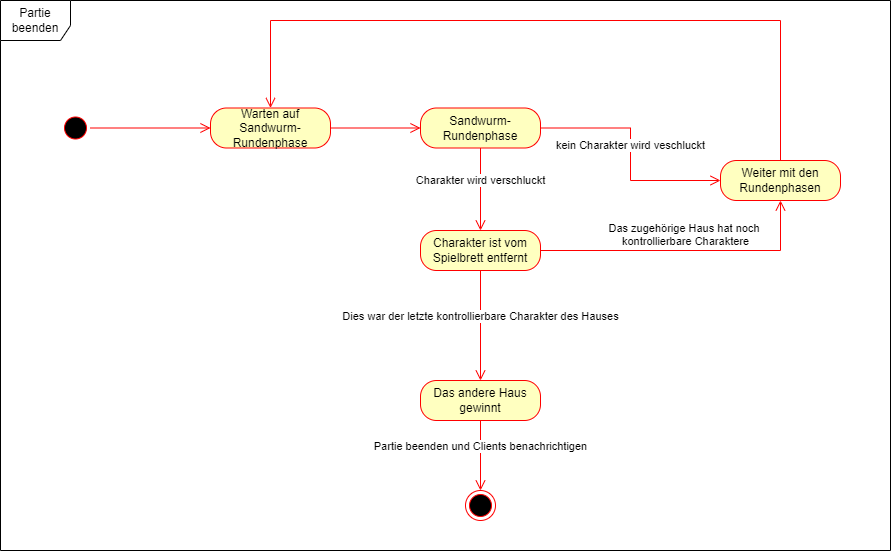 Partie
beenden
Warten auf
Sandwurm-
Rundenphase
Sandwurm-
Rundenphase
kein Charakter wird veschluckt
Weiter mit den
Rundenphasen
Charakter wird verschluckt
Charakter ist vom
Spielbrett entfernt
Das zugehörige Haus hat noch
kontrollierbare Charaktere
Dies war der letzte kontrollierbare Charakter des Hauses
Das andere Haus
gewinnt
Partie beenden und Clients benachrichtigen